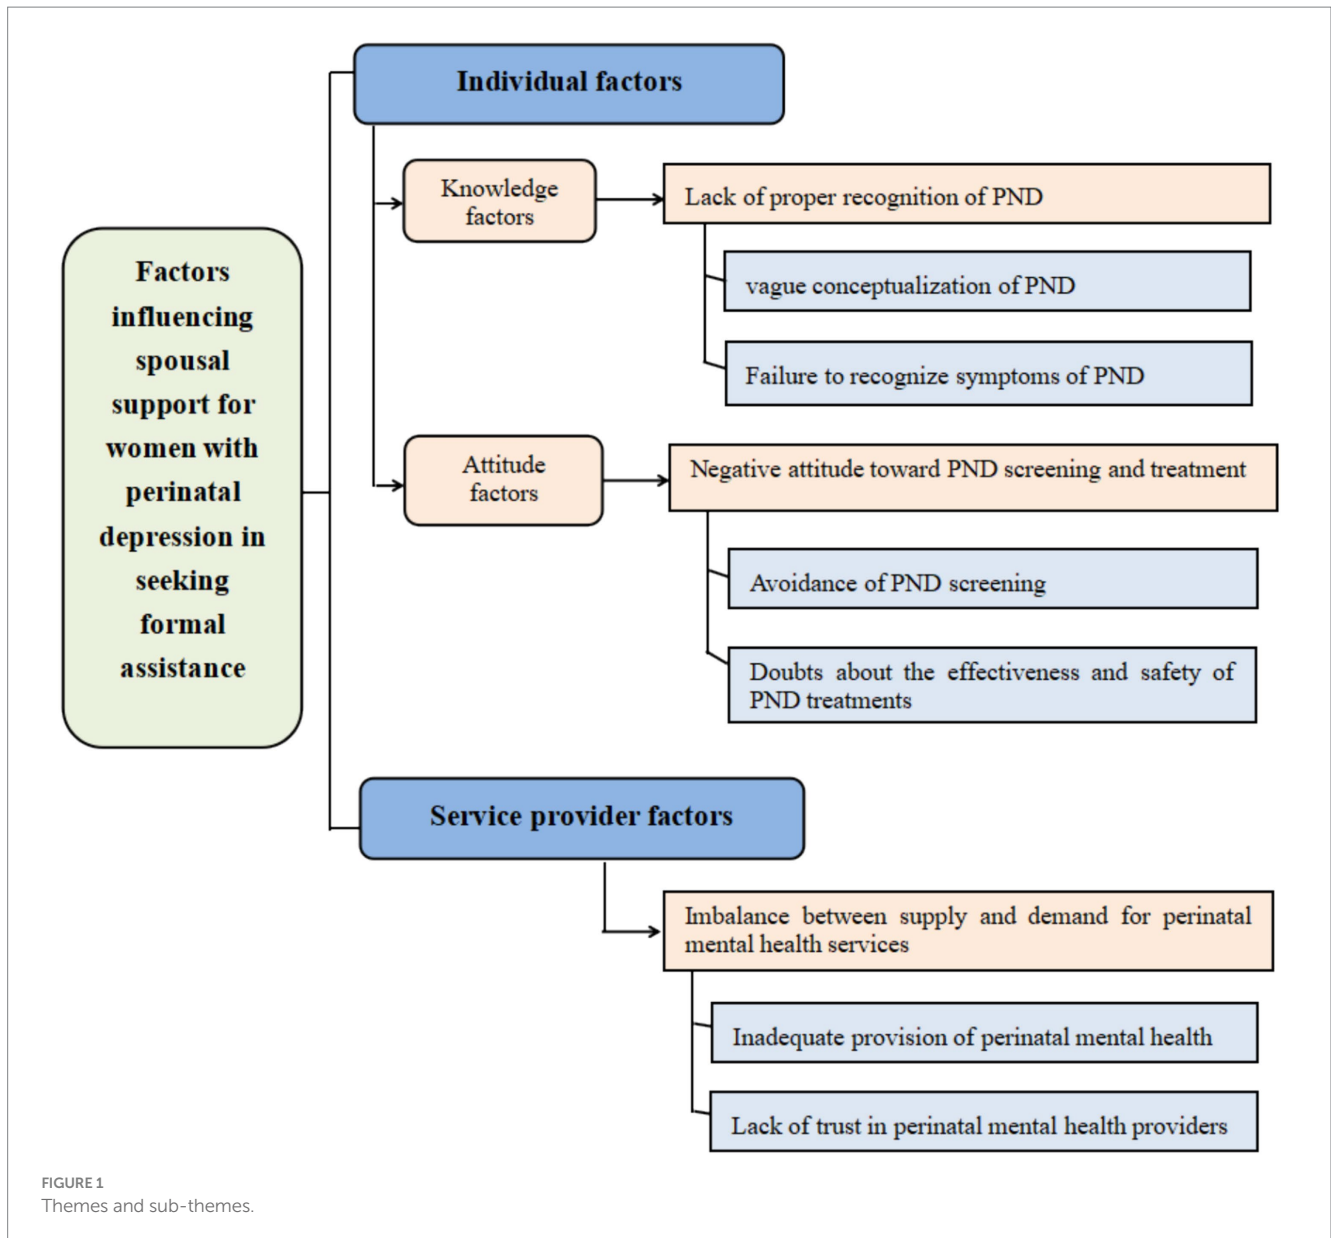 Individual factors
Knowledge
factors
Lack of proper recognition of PND
vague conceptualization of PND
Failure to recognize symptoms of PND
Factors
influencing
spousal
support for
women with
perinatal
depression in
seeking
formal
assistance
Attitude
factors
Negative attitude toward PND screening and treatment
Avoidance of PND screening
Doubts about the effectiveness and safety of
PND treatments
Service provider factors
Imbalance between supply and demand for perinatal
mental health services
Inadequate provision of perinatal mental health
Lack of trust in perinatal mental health providers
FIGURE 1
Themes and sub-themes.